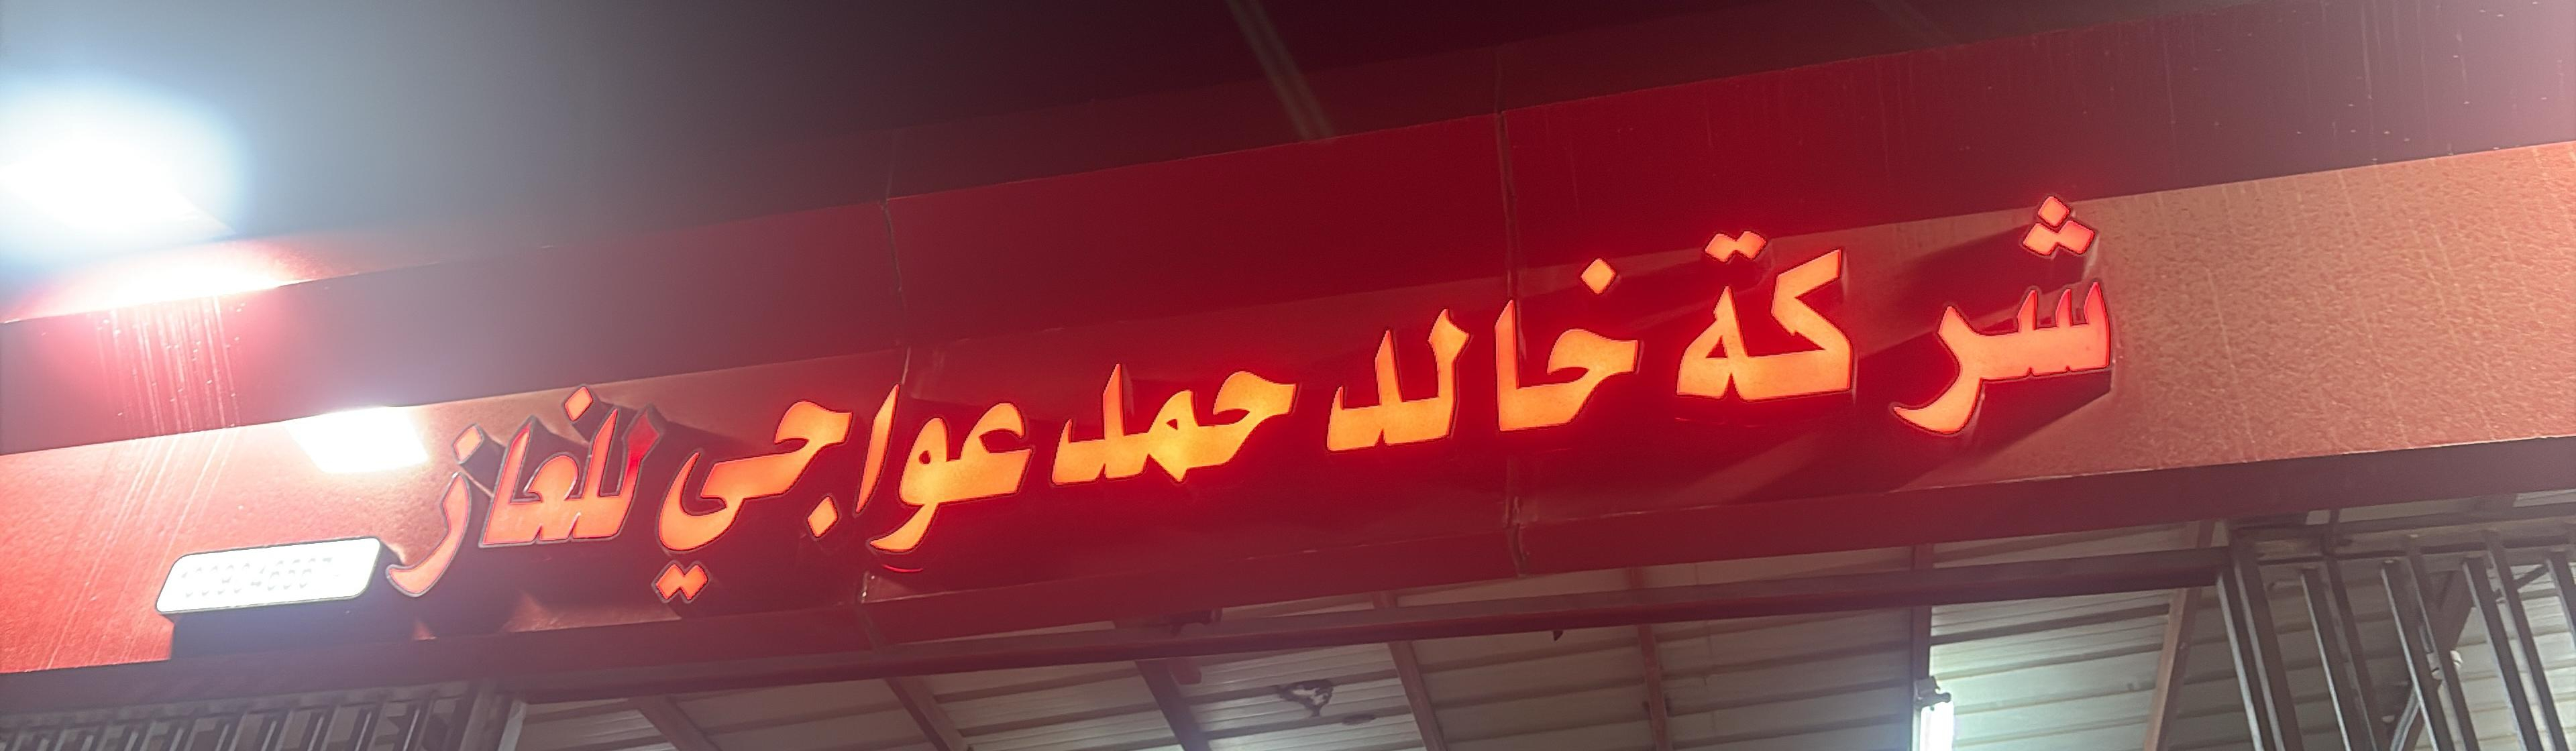 شركة خالد حمد عواجي للغاز